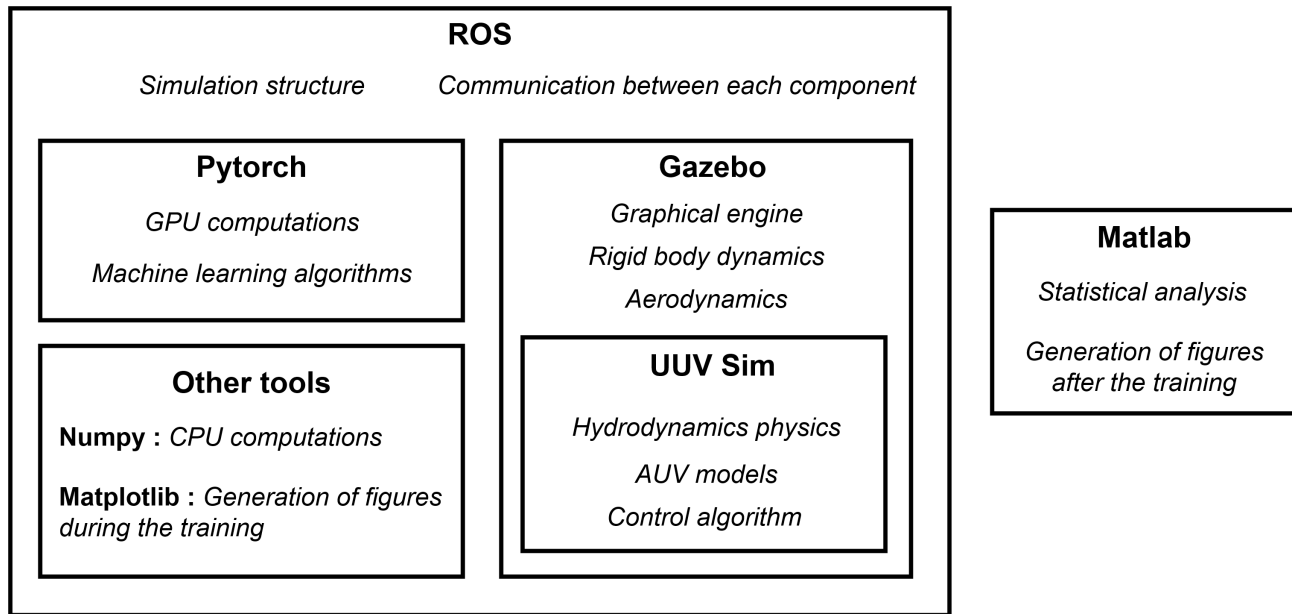 ROS
Simulation structure
Communication between each component
Pytorch
GPU computations
Machine learning algorithms
Other tools
Numpy : CPU computations
Matplotlib : Generation of figures
during the training
Gazebo
Graphical engine
Rigid body dynamics
Aerodynamics
UUV Sim
Hydrodynamics physics
AUV models
Control algorithm
Matlab
Statistical analysis
Generation of figures
after the training